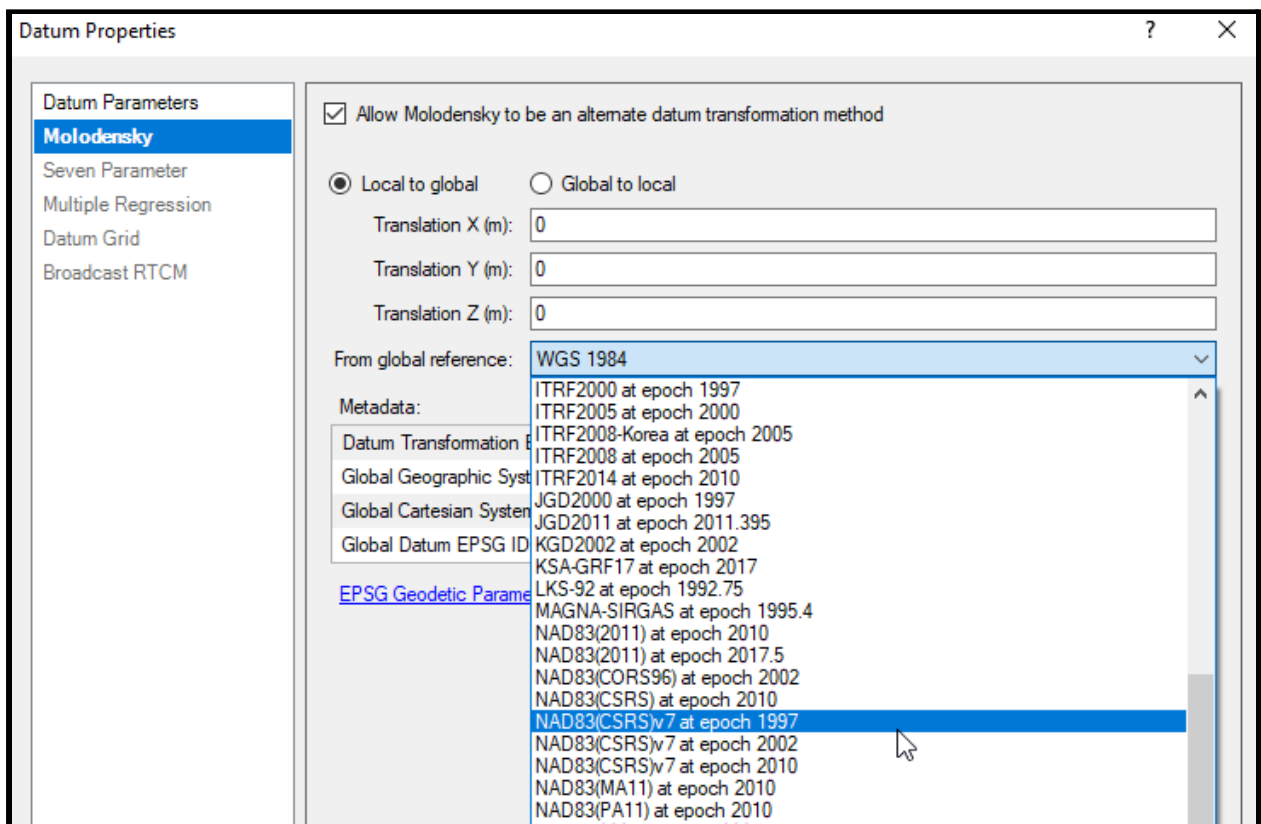 Datum Properties
?
Datum Parameters
Molodensky
Seven Parameter
Multiple Regression
Datum Grid
Broadcast RTCM
Allow Molodensky to be an alternate datum transformation method
Local to global Global to local
Translation X (m): 0
Translation Y (m): 0
Translation Z (m): 0
From global reference: WGS 1984
Metadata:
Datum Transformation
Global Geographic Syst
Global Cartesian System
Global Datum EPSG ID
EPSG Geodetic Parame
ITRF2000 at epoch 1997
ITRF2005 at epoch 2000
ITRF2008-Korea at epoch 2005
ITRF2008 at epoch 2005
ITRF2014 at epoch 2010
JGD2000 at epoch 1997
JGD2011 at epoch 2011.395
KGD2002 at epoch 2002
KSA-GRF17 at epoch 2017
LKS-92 at epoch 1992.75
MAGNA-SIRGAS at epoch 1995.4
NAD83(2011) at epoch 2010
NAD83(2011) at epoch 2017.5
NAD83(CORS96) at epoch 2002
NAD83(CSRS) at epoch 2010
NAD83(CSRS)v7 at epoch 1997
NAD83(CSRS)v7 at epoch 2002
NAD83(CSRS)v7 at epoch 2010
NAD83(MA11) at epoch 2010
NAD83(PA11) at epoch 2010